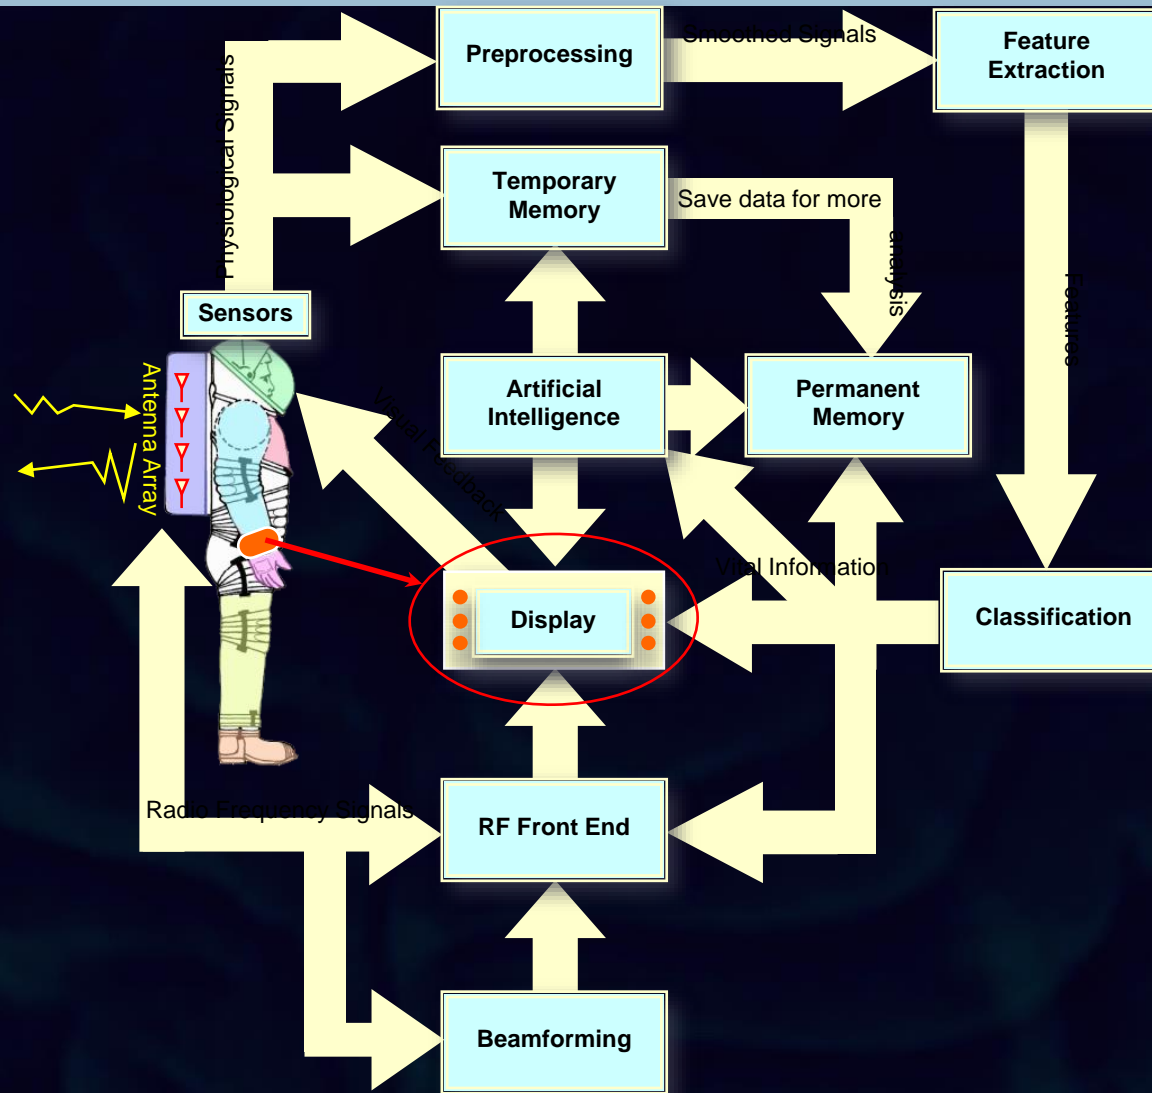 Preprocessing
Smoothed Signals
Feature
Extraction
Physiological Signals
Temporary
Memory
Save data for more
analysis
Features
Sensors
Antenna Array
Artificial
Intelligence
Permanent
Memory
Visual Feedback
Vital Information
Display
Classification
Radio Frequency Signals
RF Front End
Beamforming